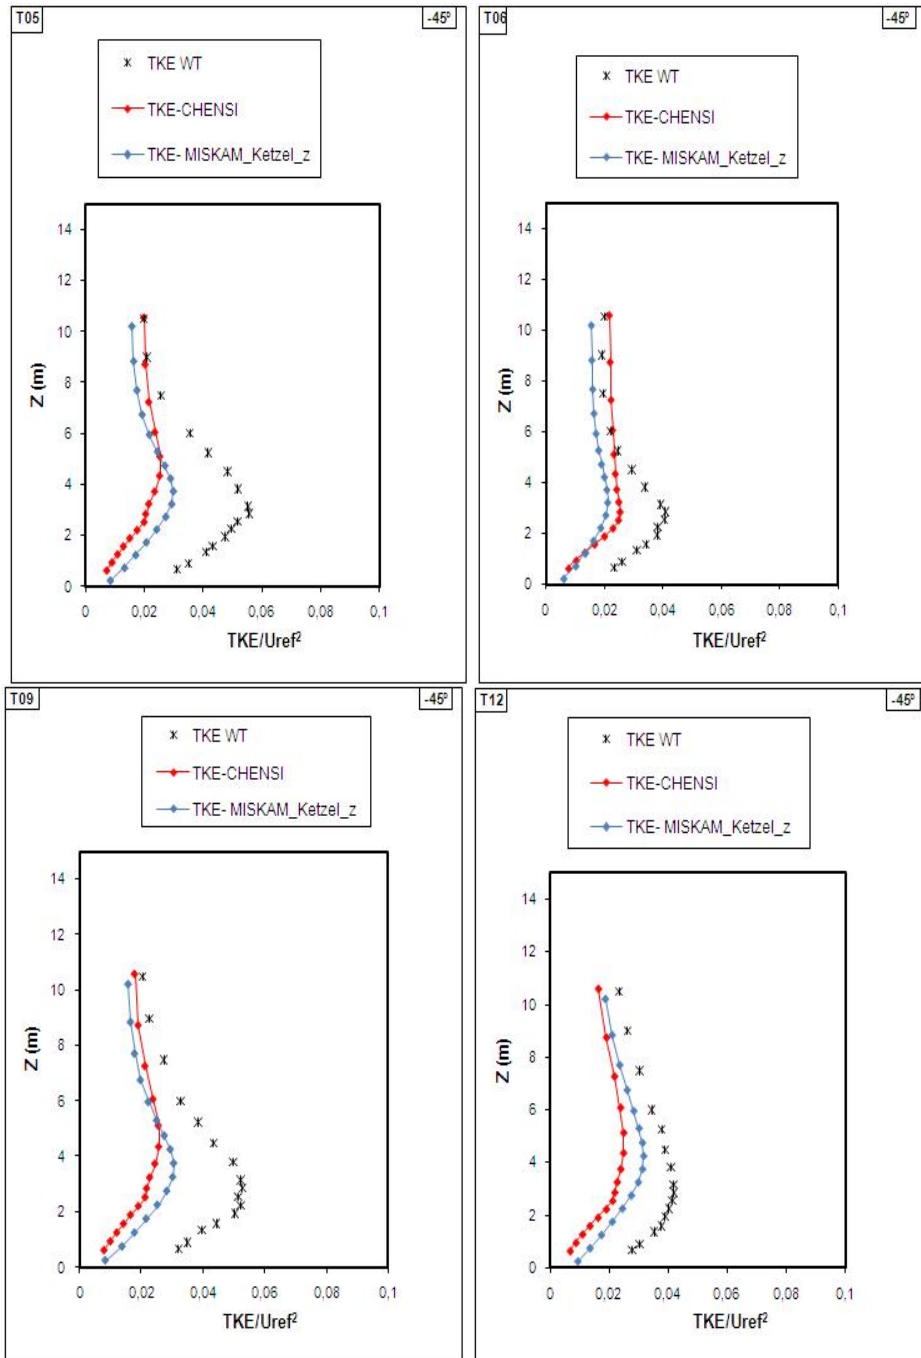 T05
-45º
TKE WT
TKE-CHENSI
TKE- MISKAM_Ketzel_z
14
12
10
8
6
4
2
0
Z (m)
0
0,02
0,04
0,06
0,08
0,1
TKE/Uref²
T06
-45º
TKE WT
TKE-CHENSI
TKE- MISKAM_Ketzel_z
14
12
10
8
6
4
2
0
Z (m)
0
0,02
0,04
0,06
0,08
0,1
TKE/Uref²
T09
-45º
TKE WT
TKE-CHENSI
TKE- MISKAM_Ketzel_z
14
12
10
8
6
4
2
0
Z (m)
0
0,02
0,04
0,06
0,08
0,1
TKE/Uref²
T12
-45º
TKE WT
TKE-CHENSI
TKE- MISKAM_Ketzel_z
14
12
10
8
6
4
2
0
Z (m)
0
0,02
0,04
0,06
0,08
0,1
TKE/Uref²